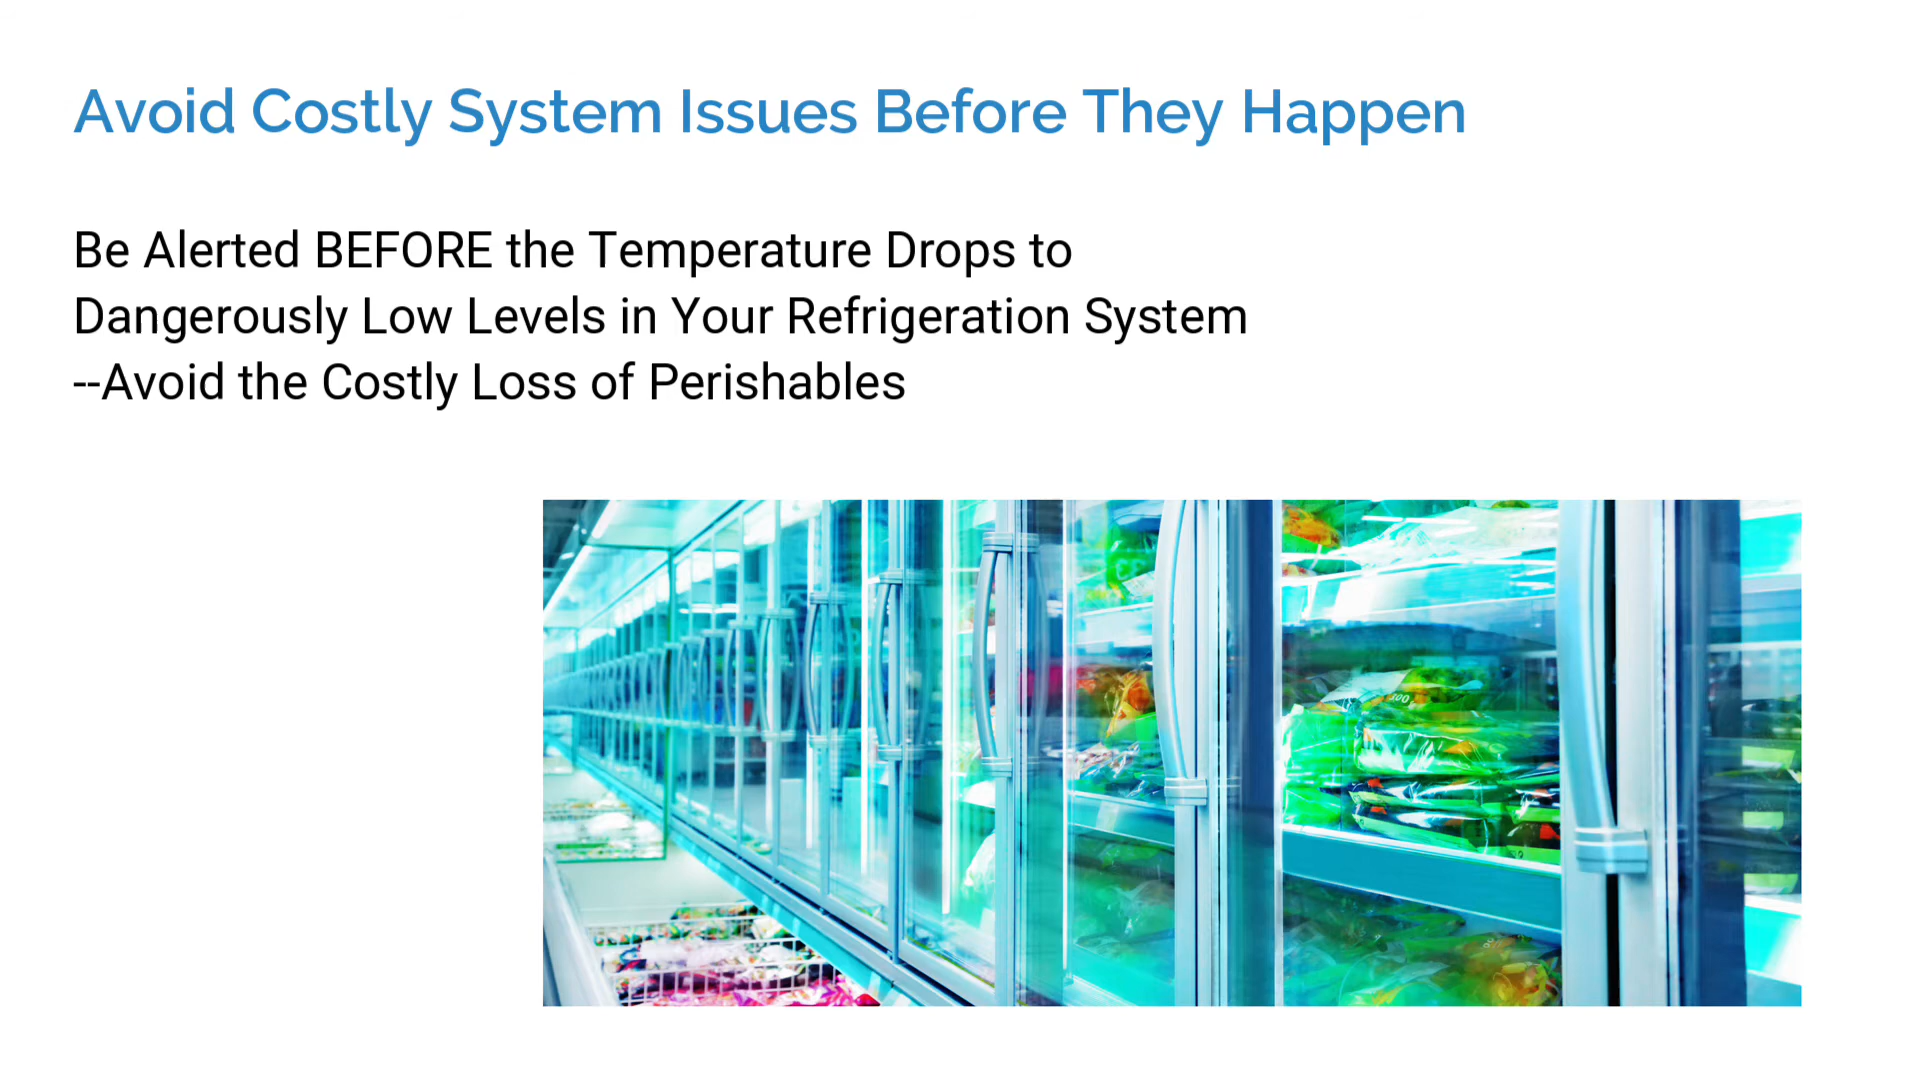 Avoid Costly System Issues Before They Happen
Be Alerted BEFORE the Temperature Drops to
Dangerously Low Levels in Your Refrigeration System
--Avoid the Costly Loss of Perishables